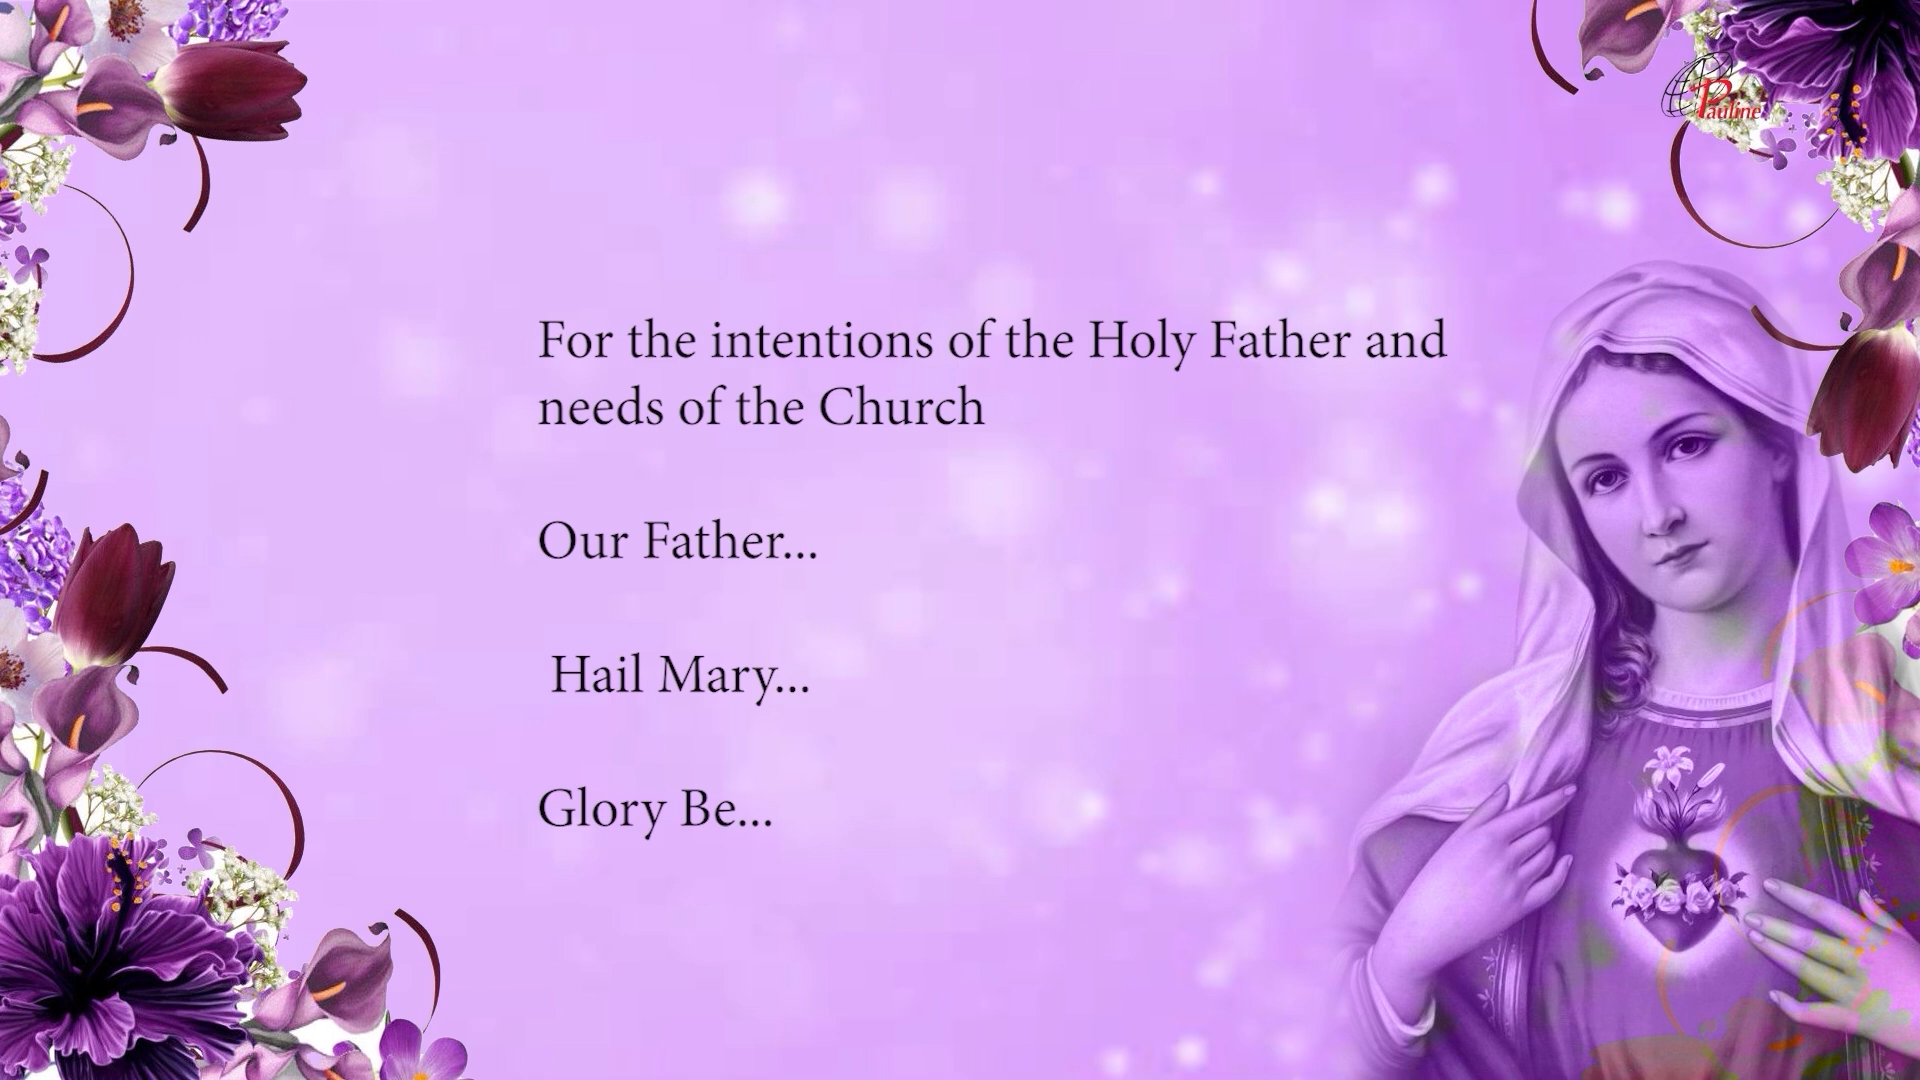 Pauline
For the intentions of the Holy Father and
needs of the Church
Our Father...
Hail Mary...
Glory Be...